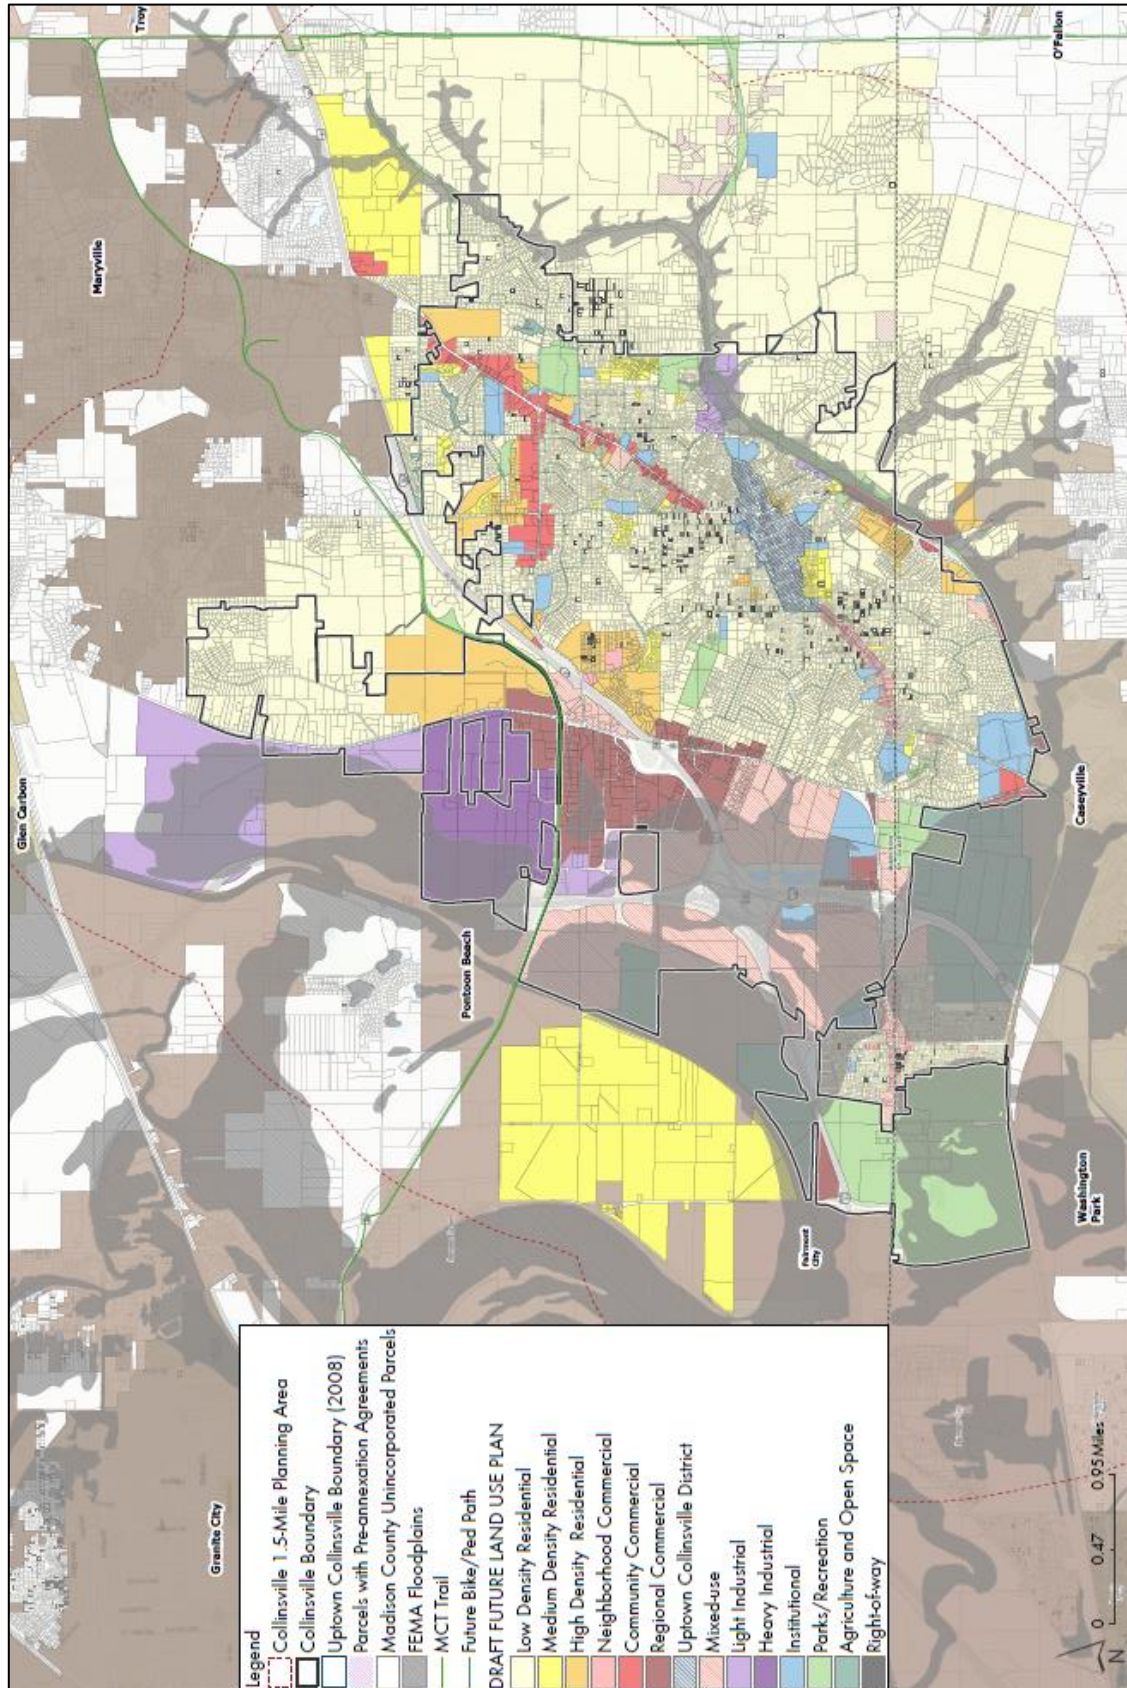 Troy
O'Fallon
Maryville
Glen Carbon
Pontoon Beach
Caseyville
Granite City
Fairmont
City
Washington
Park
Legend
Collinsville 1.5-Mile Planning Area
Collinsville Boundary
Uptown Collinsville Boundary (2008)
Parcels with Pre-annexation Agreements
Madison County Unincorporated Parcels
FEMA Floodplains
MCT Trail
Future Bike/Ped Path
DRAFT FUTURE LAND USE PLAN
Low Density Residential
Medium Density Residential
High Density Residential
Neighborhood Commercial
Community Commercial
Regional Commercial
Uptown Collinsville District
Mixed-use
Light Industrial
Heavy Industrial
Institutional
Parks/Recreation
Agriculture and Open Space
Right-of-way
N
0 0.47 0.95 Miles